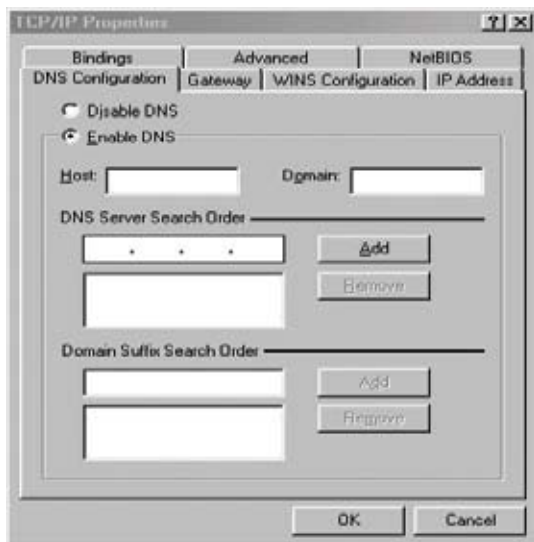 TCP/IP Properties
Bindings Advanced NetBIOS
DNS Configuration Gateway WINS Configuration IP Address
Disable DNS
Enable DNS
Host: Domain:
DNS Server Search Order
. . . Add
Remove
Domain Suffix Search Order
Add
Remove
OK Cancel